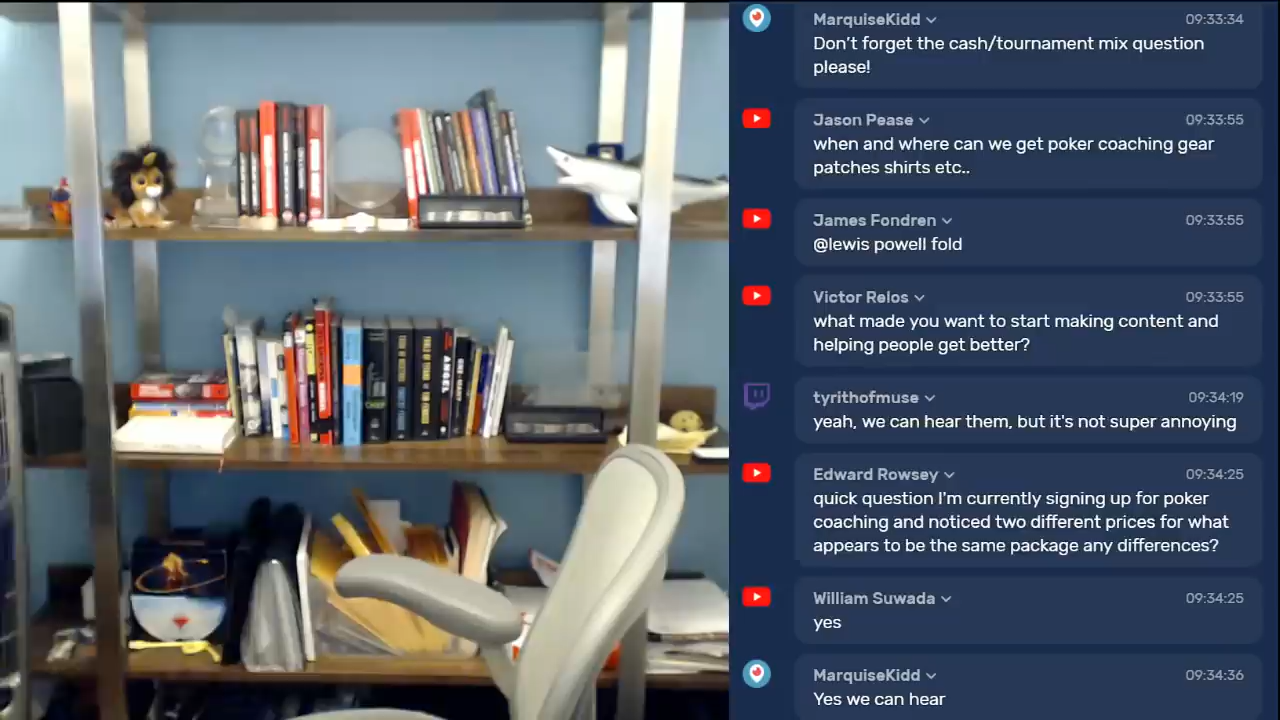 MarquiseKidd
09:33:34
Don't forget the cash/tournament mix question
please!
Jason Pease
09:33:55
when and where can we get poker coaching gear
patches shirts etc..
James Fondren
09:33:55
@lewis powell fold
Victor Relos
09:33:55
what made you want to start making content and
helping people get better?
tyrithofmuse
09:34:19
yeah, we can hear them, but it's not super annoying
Edward Rowsey
09:34:25
quick question I'm currently signing up for poker
coaching and noticed two different prices for what
appears to be the same package any differences?
William Suwada
09:34:25
yes
MarquiseKidd
09:34:36
Yes we can hear
ANGEL